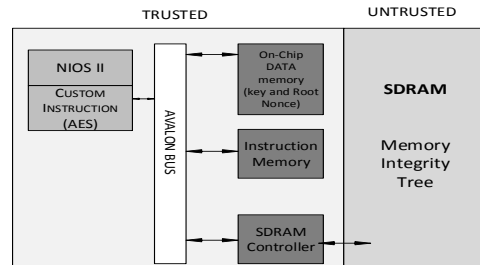 TRUSTED
UNTRUSTED
NIOS II
CUSTOM
INSTRUCTION
(AES)
AVALON BUS
On-Chip
DATA
memory
(key and Root
Nonce)
Instruction
Memory
SDRAM
Controller
SDRAM
Memory
Integrity
Tree